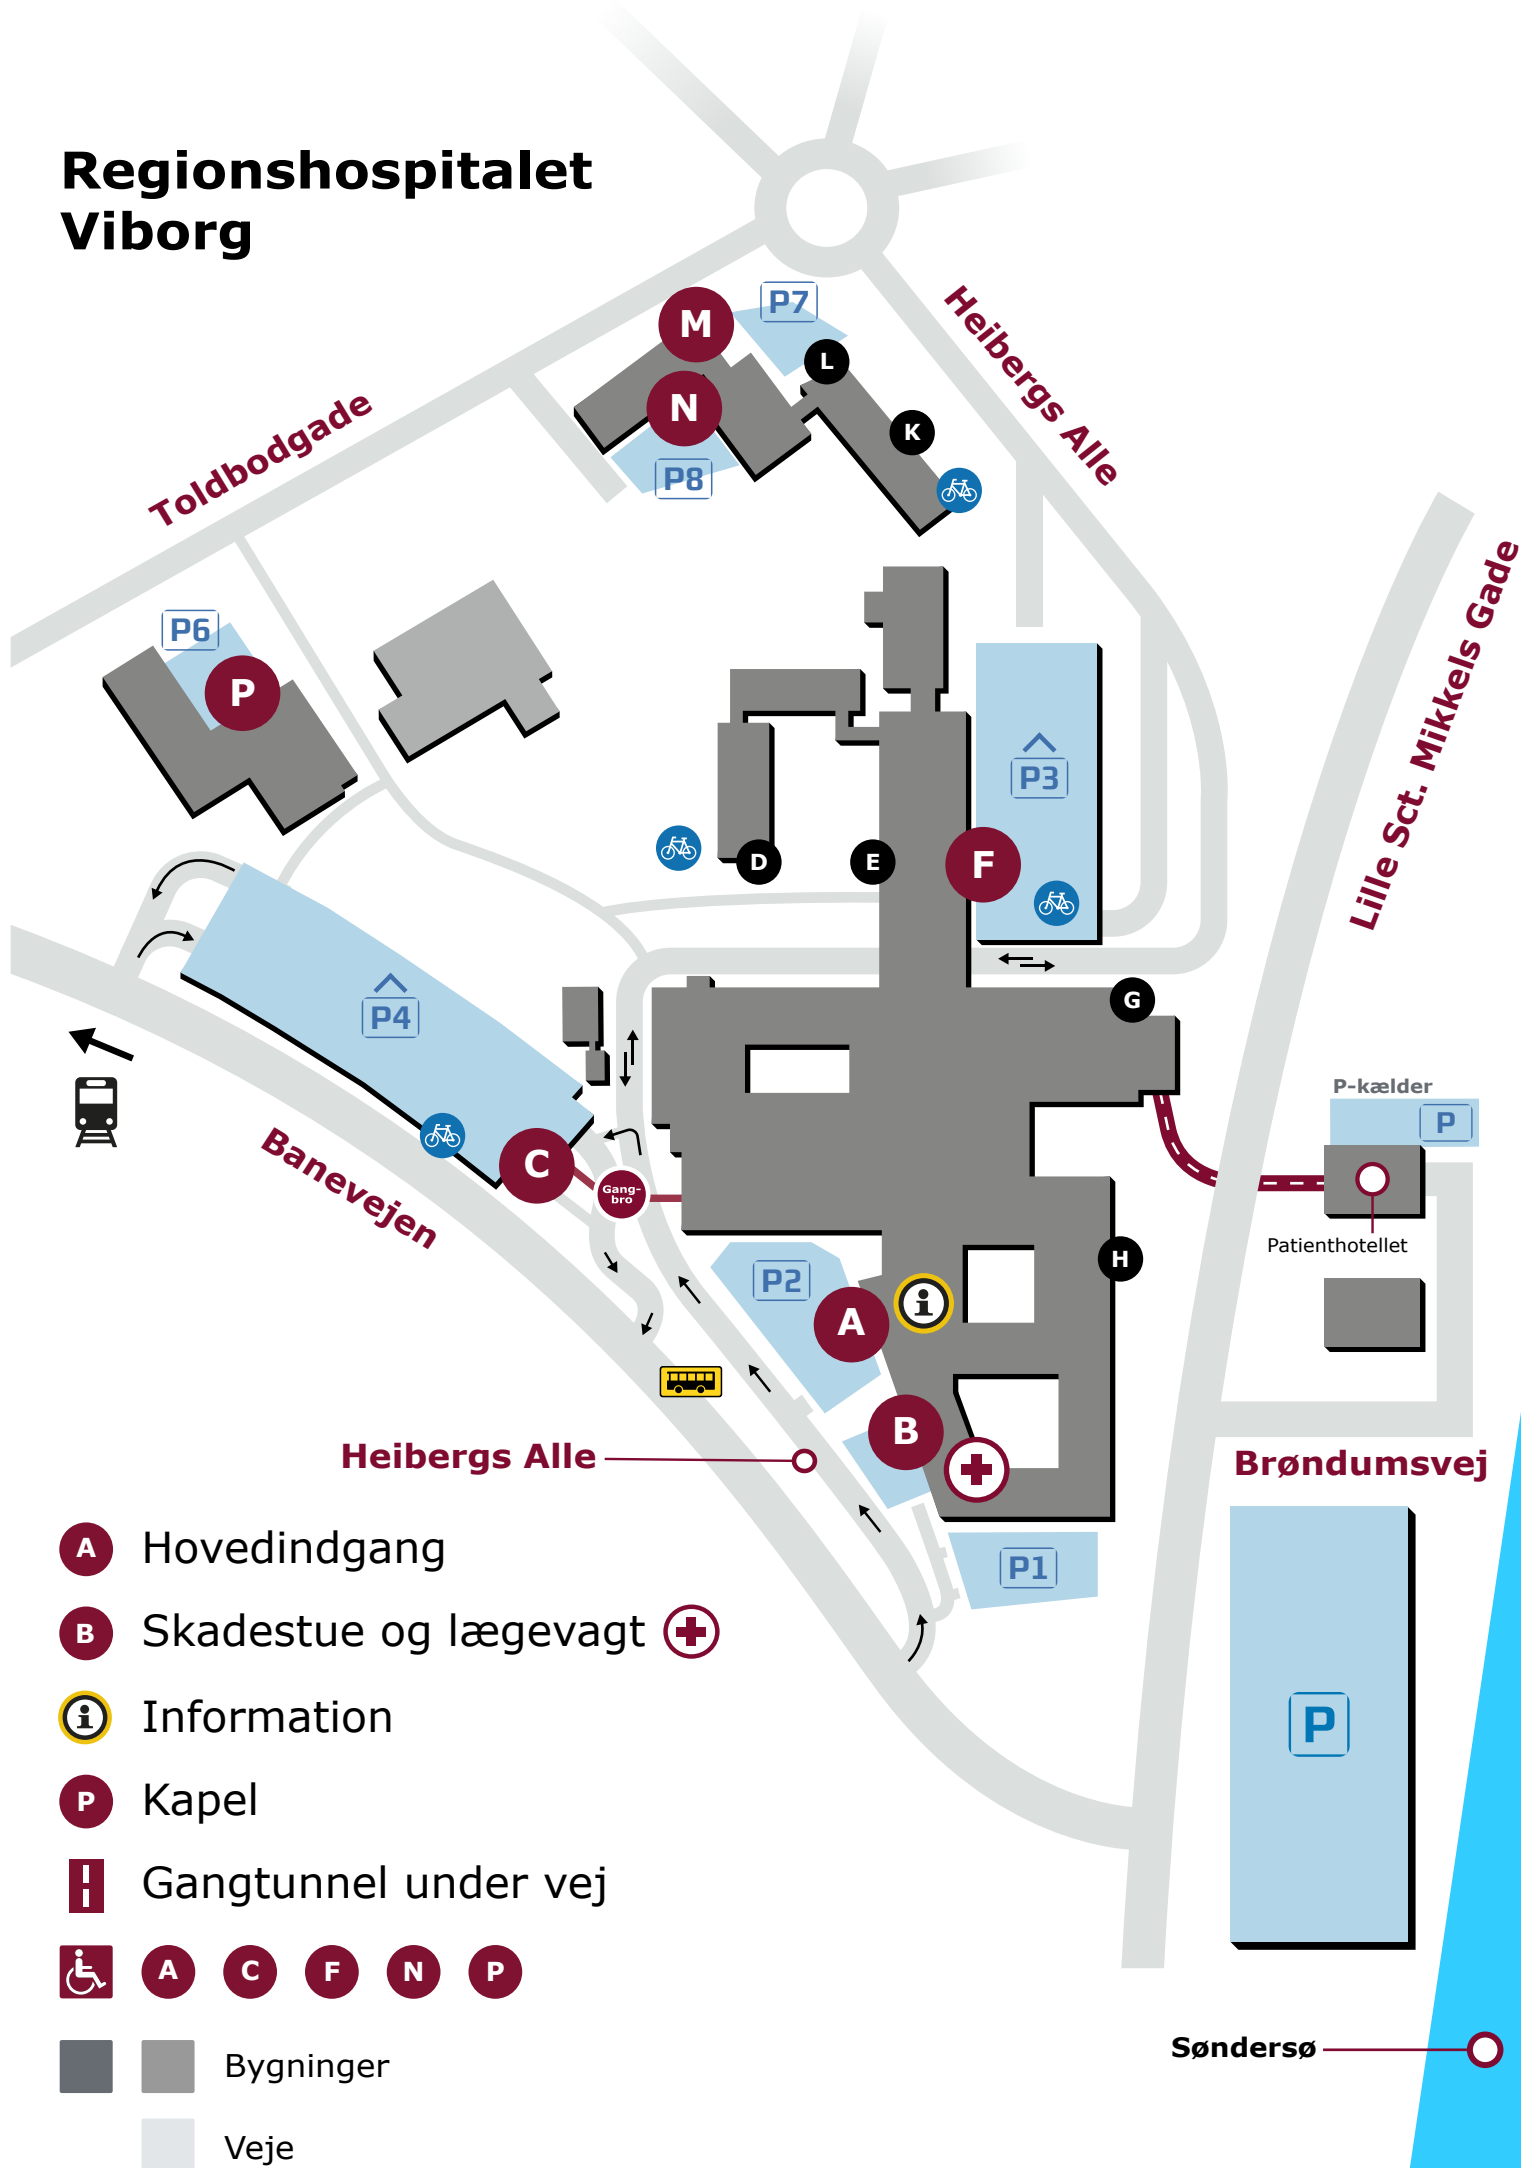 Regionshospitalet
Viborg
P7
M
L
Heibergs Alle
N
K
Toldbodgade
P8
Lille Sct. Mikkels Gade
P6
P
P3
D
E
F
P4
G
P-kælder
P
Banevejen
C
Gang-
bro
Patienthotellet
H
P2
A
i
B
Heibergs Alle
Brøndumsvej
P1
A Hovedindgang
B Skadestue og lægevagt
i Information
P Kapel
P
Gangtunnel under vej
A C F N P
Søndersø
Bygninger
Veje